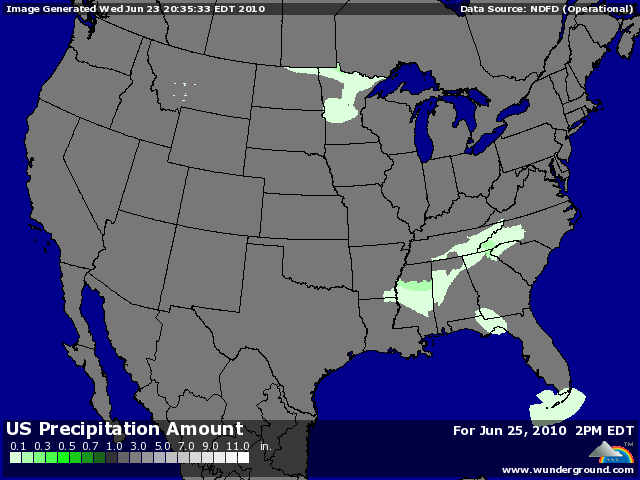 Image Generated Wed Jun 23 20:35:33 EDT 2010
Data Source: NDFD (Operational)
US Precipitation Amount
For Jun 25, 2010 2PM EDT
0.1 0.3 0.5 0.7 1.0 3.0 5.0 7.0 9.0 11.0 in.
TM
www.wunderground.com